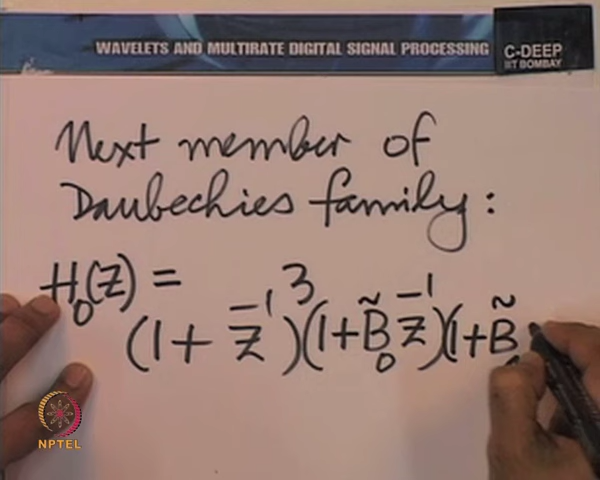 WAVELETS AND MULTIRATE DIGITAL SIGNAL PROCESSING
C-DEEP
IIT BOMBAY
Next member of
Daubechies family:
H₀(Z) =
(1 + z⁻¹)³(1+B̃₀z⁻¹)(1+B̃
NPTEL